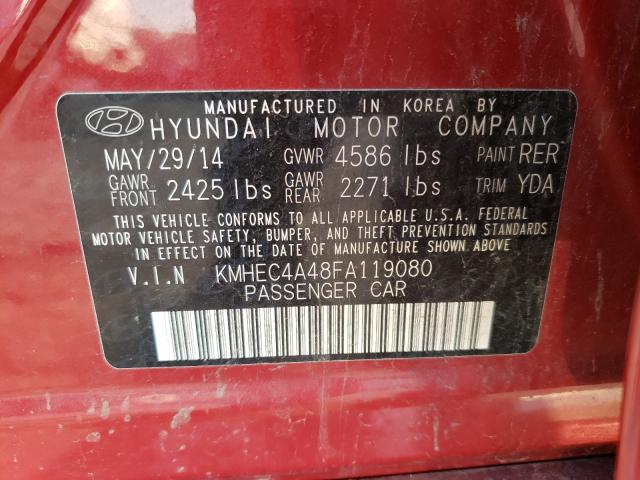 MANUFACTURED IN KOREA BY
HYUNDAI MOTOR COMPANY
MAY/29/14 GVWR 4586 lbs PAINT RER
GAWR FRONT 2425 lbs GAWR REAR 2271 lbs TRIM YDA
THIS VEHICLE CONFORMS TO ALL APPLICABLE U.S.A. FEDERAL
MOTOR VEHICLE SAFETY, BUMPER, AND THEFT PREVENTION STANDARDS
IN EFFECT ON THE DATE OF MANUFACTURE SHOWN ABOVE.
V.I.N KMHEC4A48FA119080
PASSENGER CAR